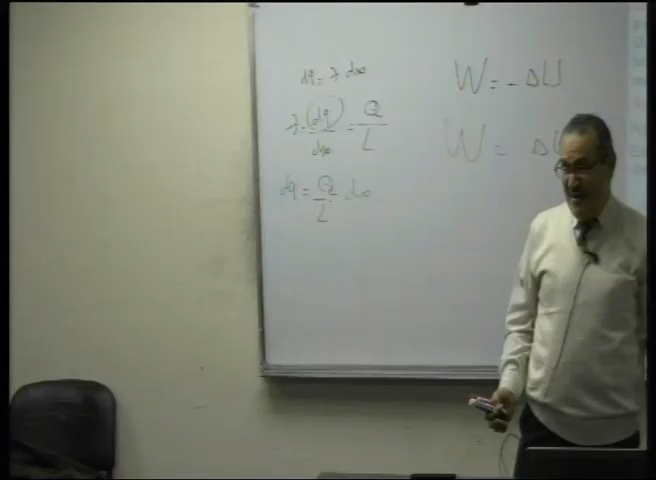 dq = λ dx
λ = (dq)/dx = Q/L
dq = Q/L dx
W = - ΔU
W = ΔU